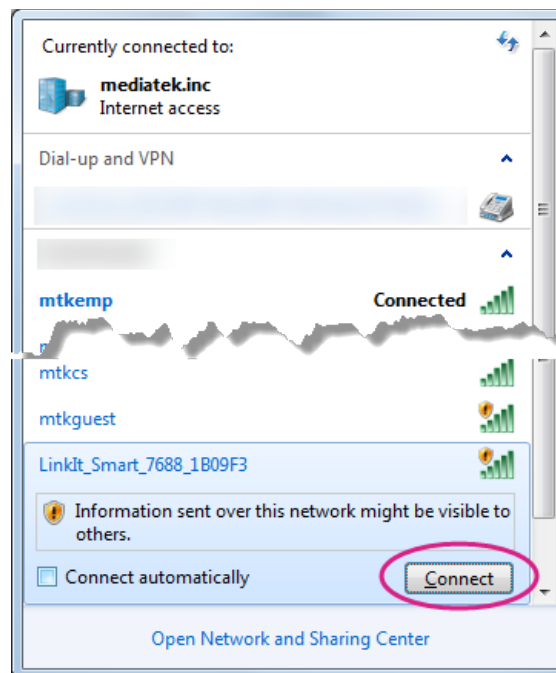 Currently connected to:
mediatek.inc
Internet access
Dial-up and VPN
mtkemp Connected
mtkcs
mtkguest
LinkIt_Smart_7688_1B09F3
Information sent over this network might be visible to
others.
Connect automatically Connect
Open Network and Sharing Center